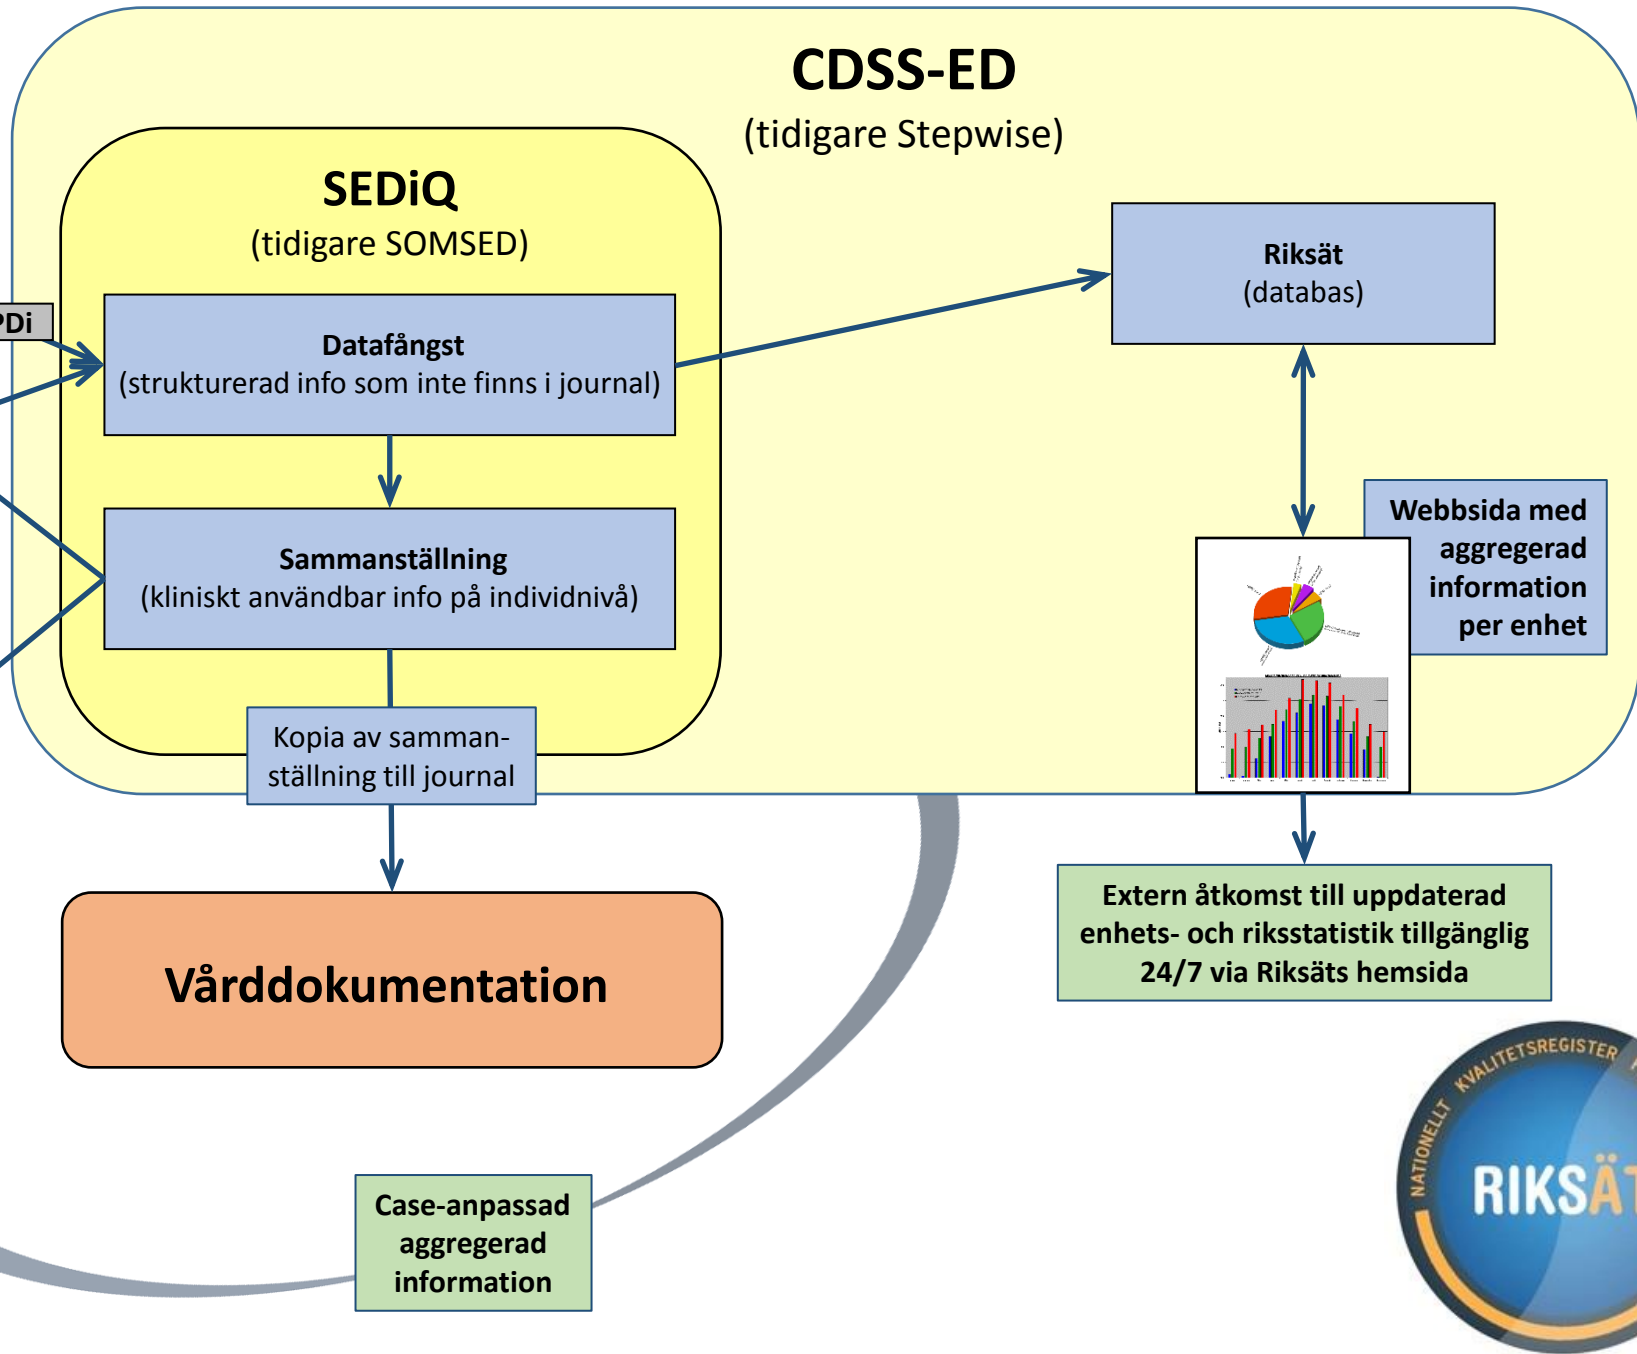 CDSS-ED
(tidigare Stepwise)
SEDiQ
(tidigare SOMSED)
PDi
Datafångst
(strukturerad info som inte finns i journal)
Riksät
(databas)
Sammanställning
(kliniskt användbar info på individnivå)
Webbsida med
aggregerad
information
per enhet
Kopia av samman-
ställning till journal
Vårddokumentation
Extern åtkomst till uppdaterad
enhets- och riksstatistik tillgänglig
24/7 via Riksäts hemsida
Case-anpassad
aggregerad
information
NATIONELLT KVALITETSREGISTER
RIKSÄT